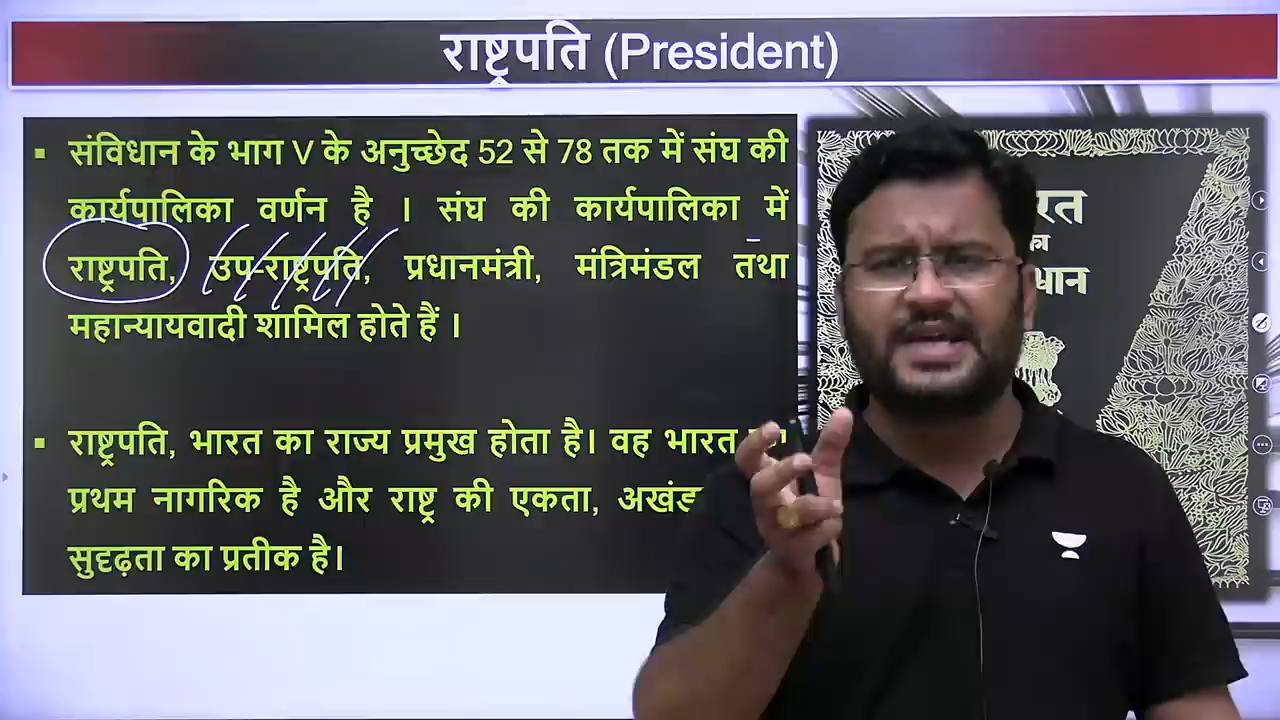 राष्ट्रपति (President)
▪ संविधान के भाग V के अनुच्छेद 52 से 78 तक में संघ की
कार्यपालिका वर्णन है । संघ की कार्यपालिका में
राष्ट्रपति, उप-राष्ट्रपति, प्रधानमंत्री, मंत्रिमंडल तथा
महान्यायवादी शामिल होते हैं ।
▪ राष्ट्रपति, भारत का राज्य प्रमुख होता है। वह भारत
प्रथम नागरिक है और राष्ट्र की एकता,
सुदृढ़ता का प्रतीक है।